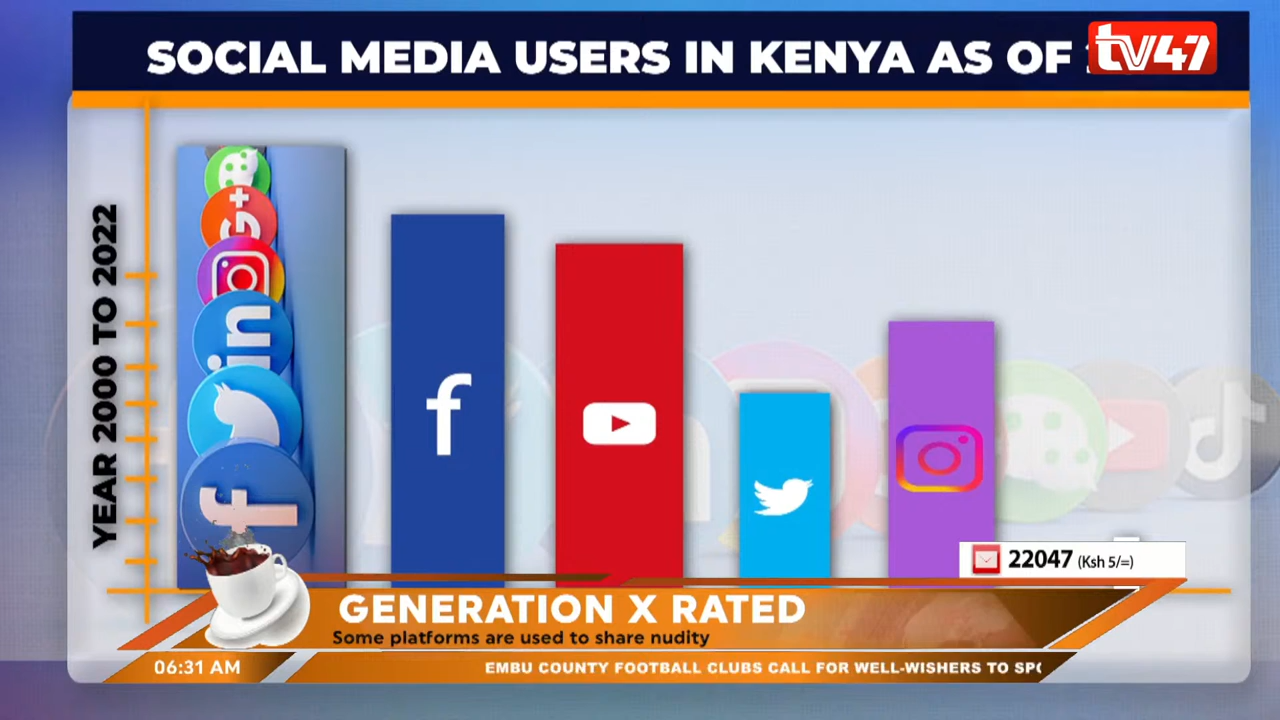 SOCIAL MEDIA USERS IN KENYA AS OF
tv47
YEAR 2000 TO 2022
G+
in
f
f
22047 (Ksh 5/=)
GENERATION X RATED
Some platforms are used to share nudity
06:31 AM
EMBU COUNTY FOOTBALL CLUBS CALL FOR WELL-WISHERS TO